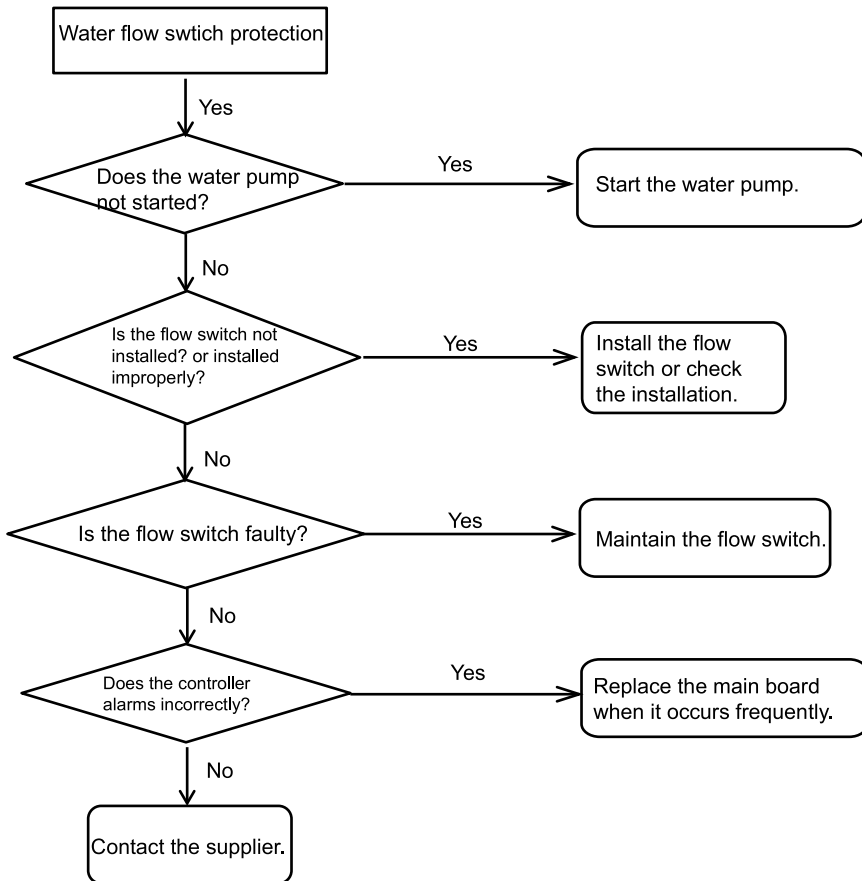 Water flow swtich protection
Yes
Does the water pump
not started?
Yes
Start the water pump.
No
Is the flow switch not
installed? or installed
improperly?
Yes
Install the flow
switch or check
the installation.
No
Is the flow switch faulty?
Yes
Maintain the flow switch.
No
Does the controller
alarms incorrectly?
Yes
Replace the main board
when it occurs frequently.
No
Contact the supplier.